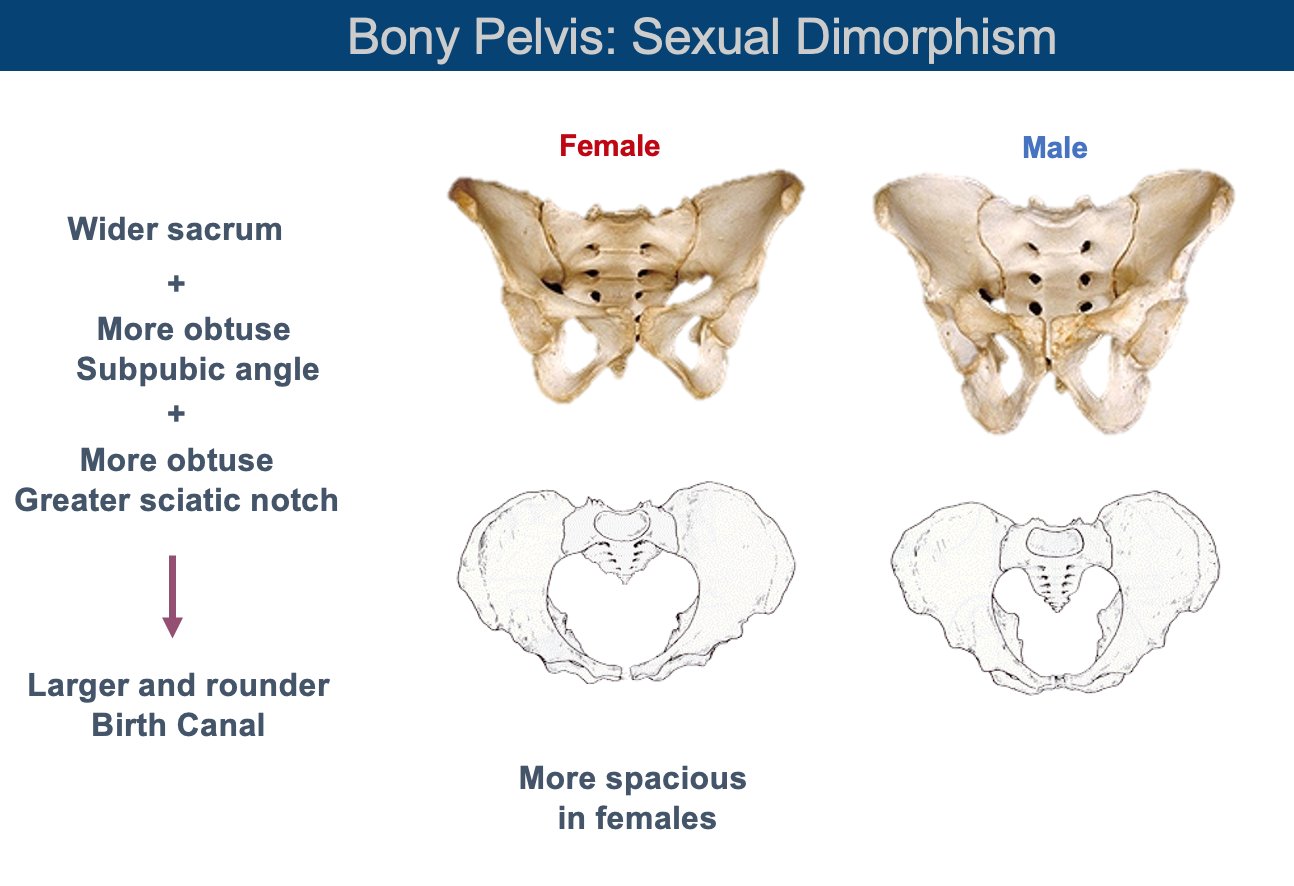 Bony Pelvis: Sexual Dimorphism
Female
Male
Wider sacrum
+
More obtuse
Subpubic angle
+
More obtuse
Greater sciatic notch
Larger and rounder
Birth Canal
More spacious
in females